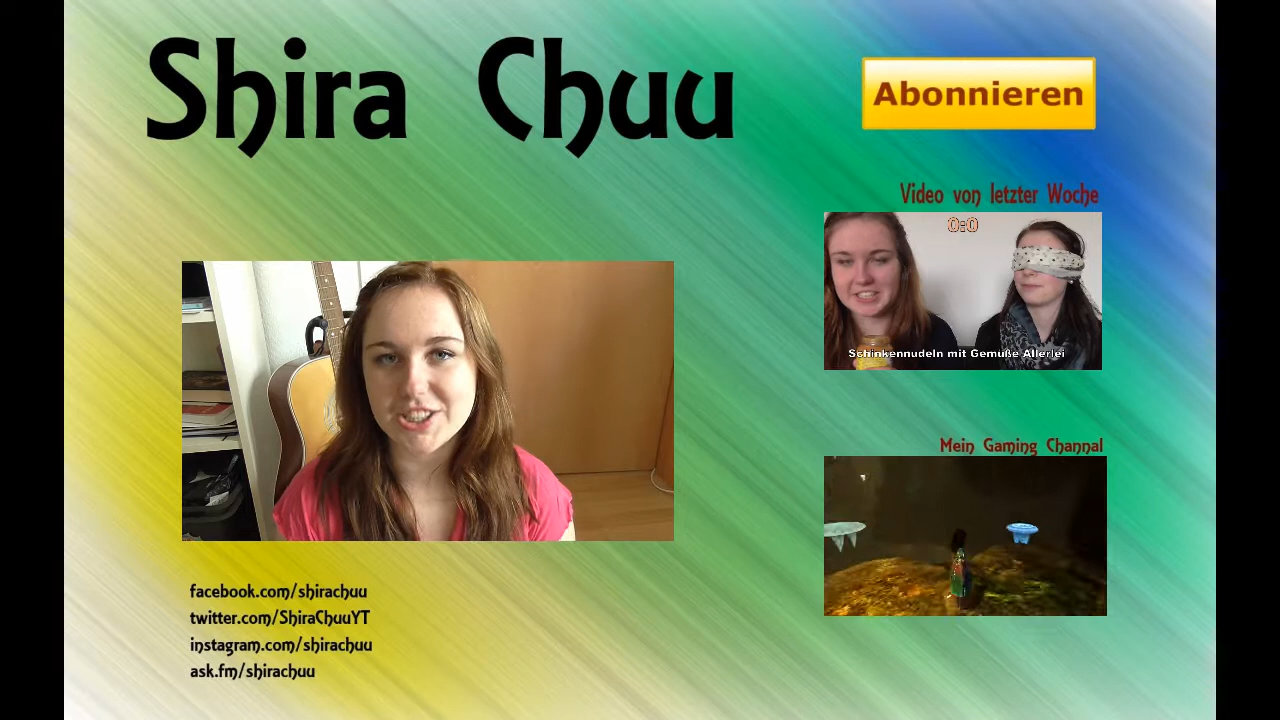 Shira Chuu
Abonnieren
Video von letzter Woche
0:0
Schinkennudeln mit Gemuße Allerlei
Mein Gaming Channal
facebook.com/shirachuu
twitter.com/ShiraChuuYT
instagram.com/shirachuu
ask.fm/shirachuu